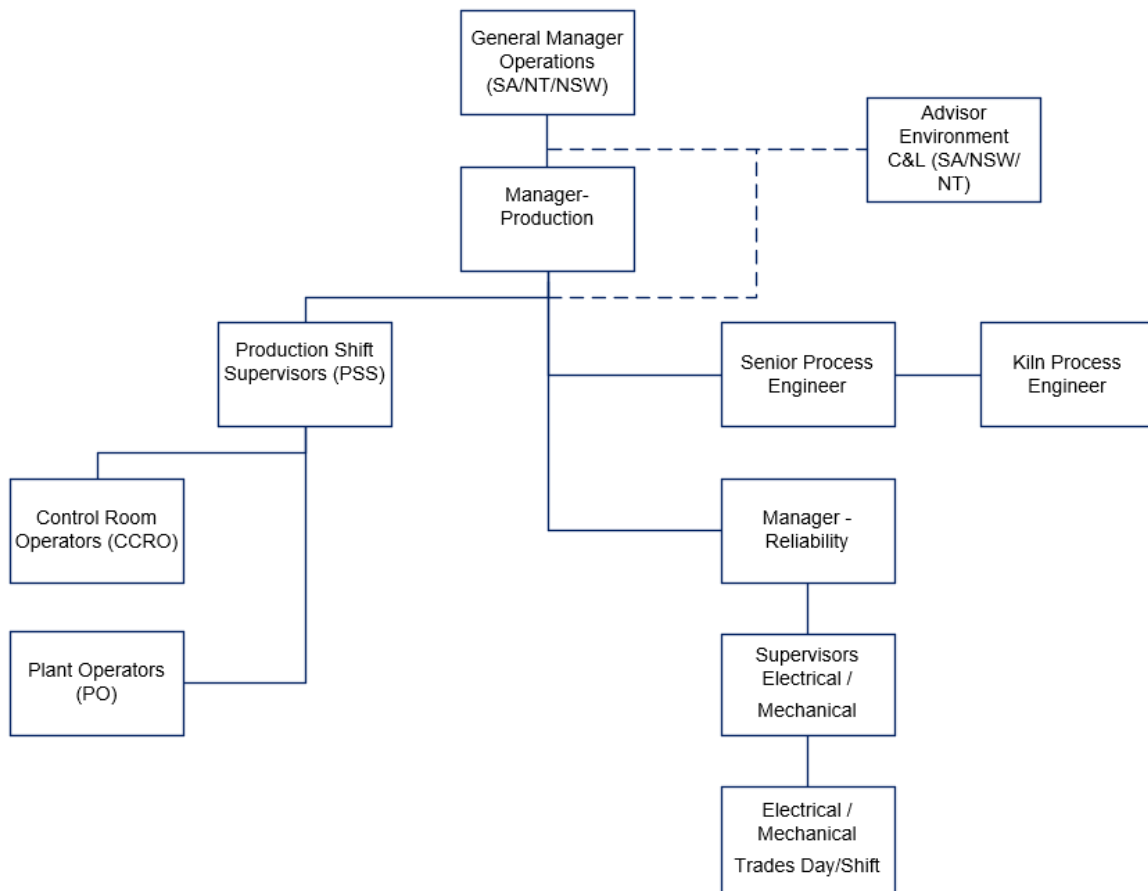 General Manager
Operations
(SA/NT/NSW)
Advisor
Environment
C&L (SA/NSW/
NT)
Manager-
Production
Production Shift
Supervisors (PSS)
Senior Process
Engineer
Kiln Process
Engineer
Control Room
Operators (CCRO)
Manager -
Reliability
Plant Operators
(PO)
Supervisors
Electrical /
Mechanical
Electrical /
Mechanical
Trades Day/Shift